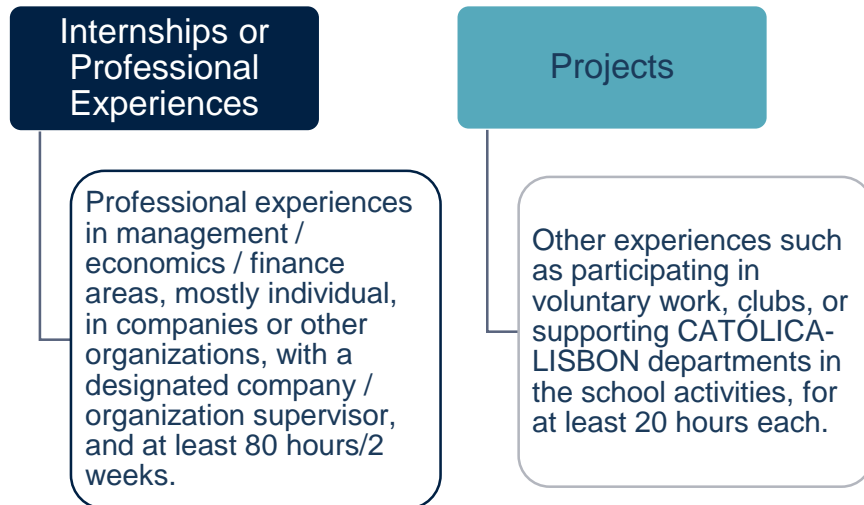 Internships or
Professional
Experiences
Professional experiences
in management /
economics / finance
areas, mostly individual,
in companies or other
organizations, with a
designated company /
organization supervisor,
and at least 80 hours/2
weeks.
Projects
Other experiences such
as participating in
voluntary work, clubs, or
supporting CATÓLICA-
LISBON departments in
the school activities, for
at least 20 hours each.